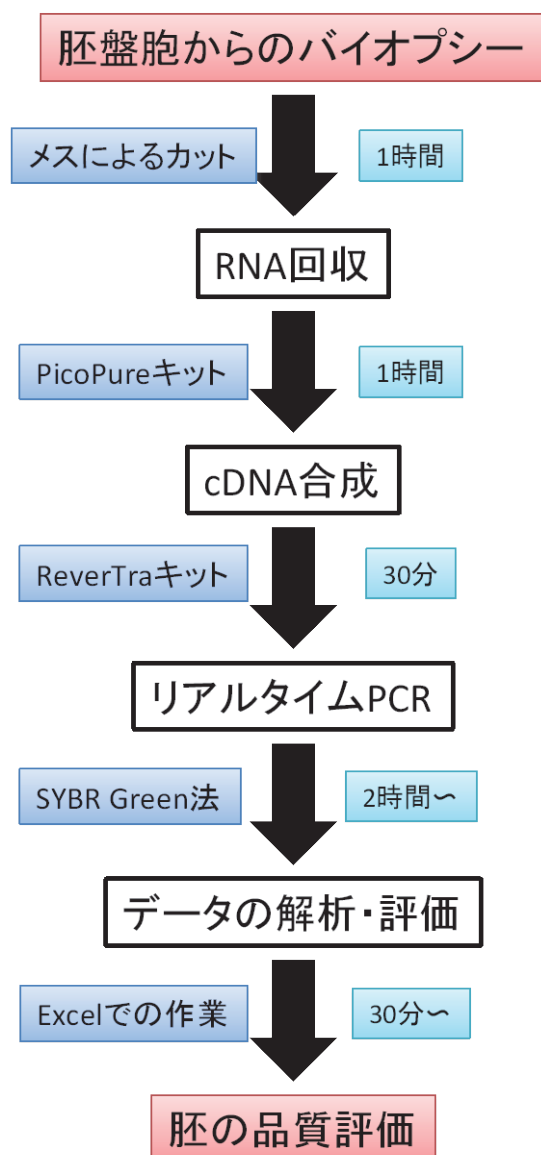 胚盤胞からのバイオプシー
メスによるカット
1時間
RNA回収
PicoPureキット
1時間
cDNA合成
ReverTraキット
30分
リアルタイムPCR
SYBR Green法
2時間～
データの解析・評価
Excelでの作業
30分～
胚の品質評価